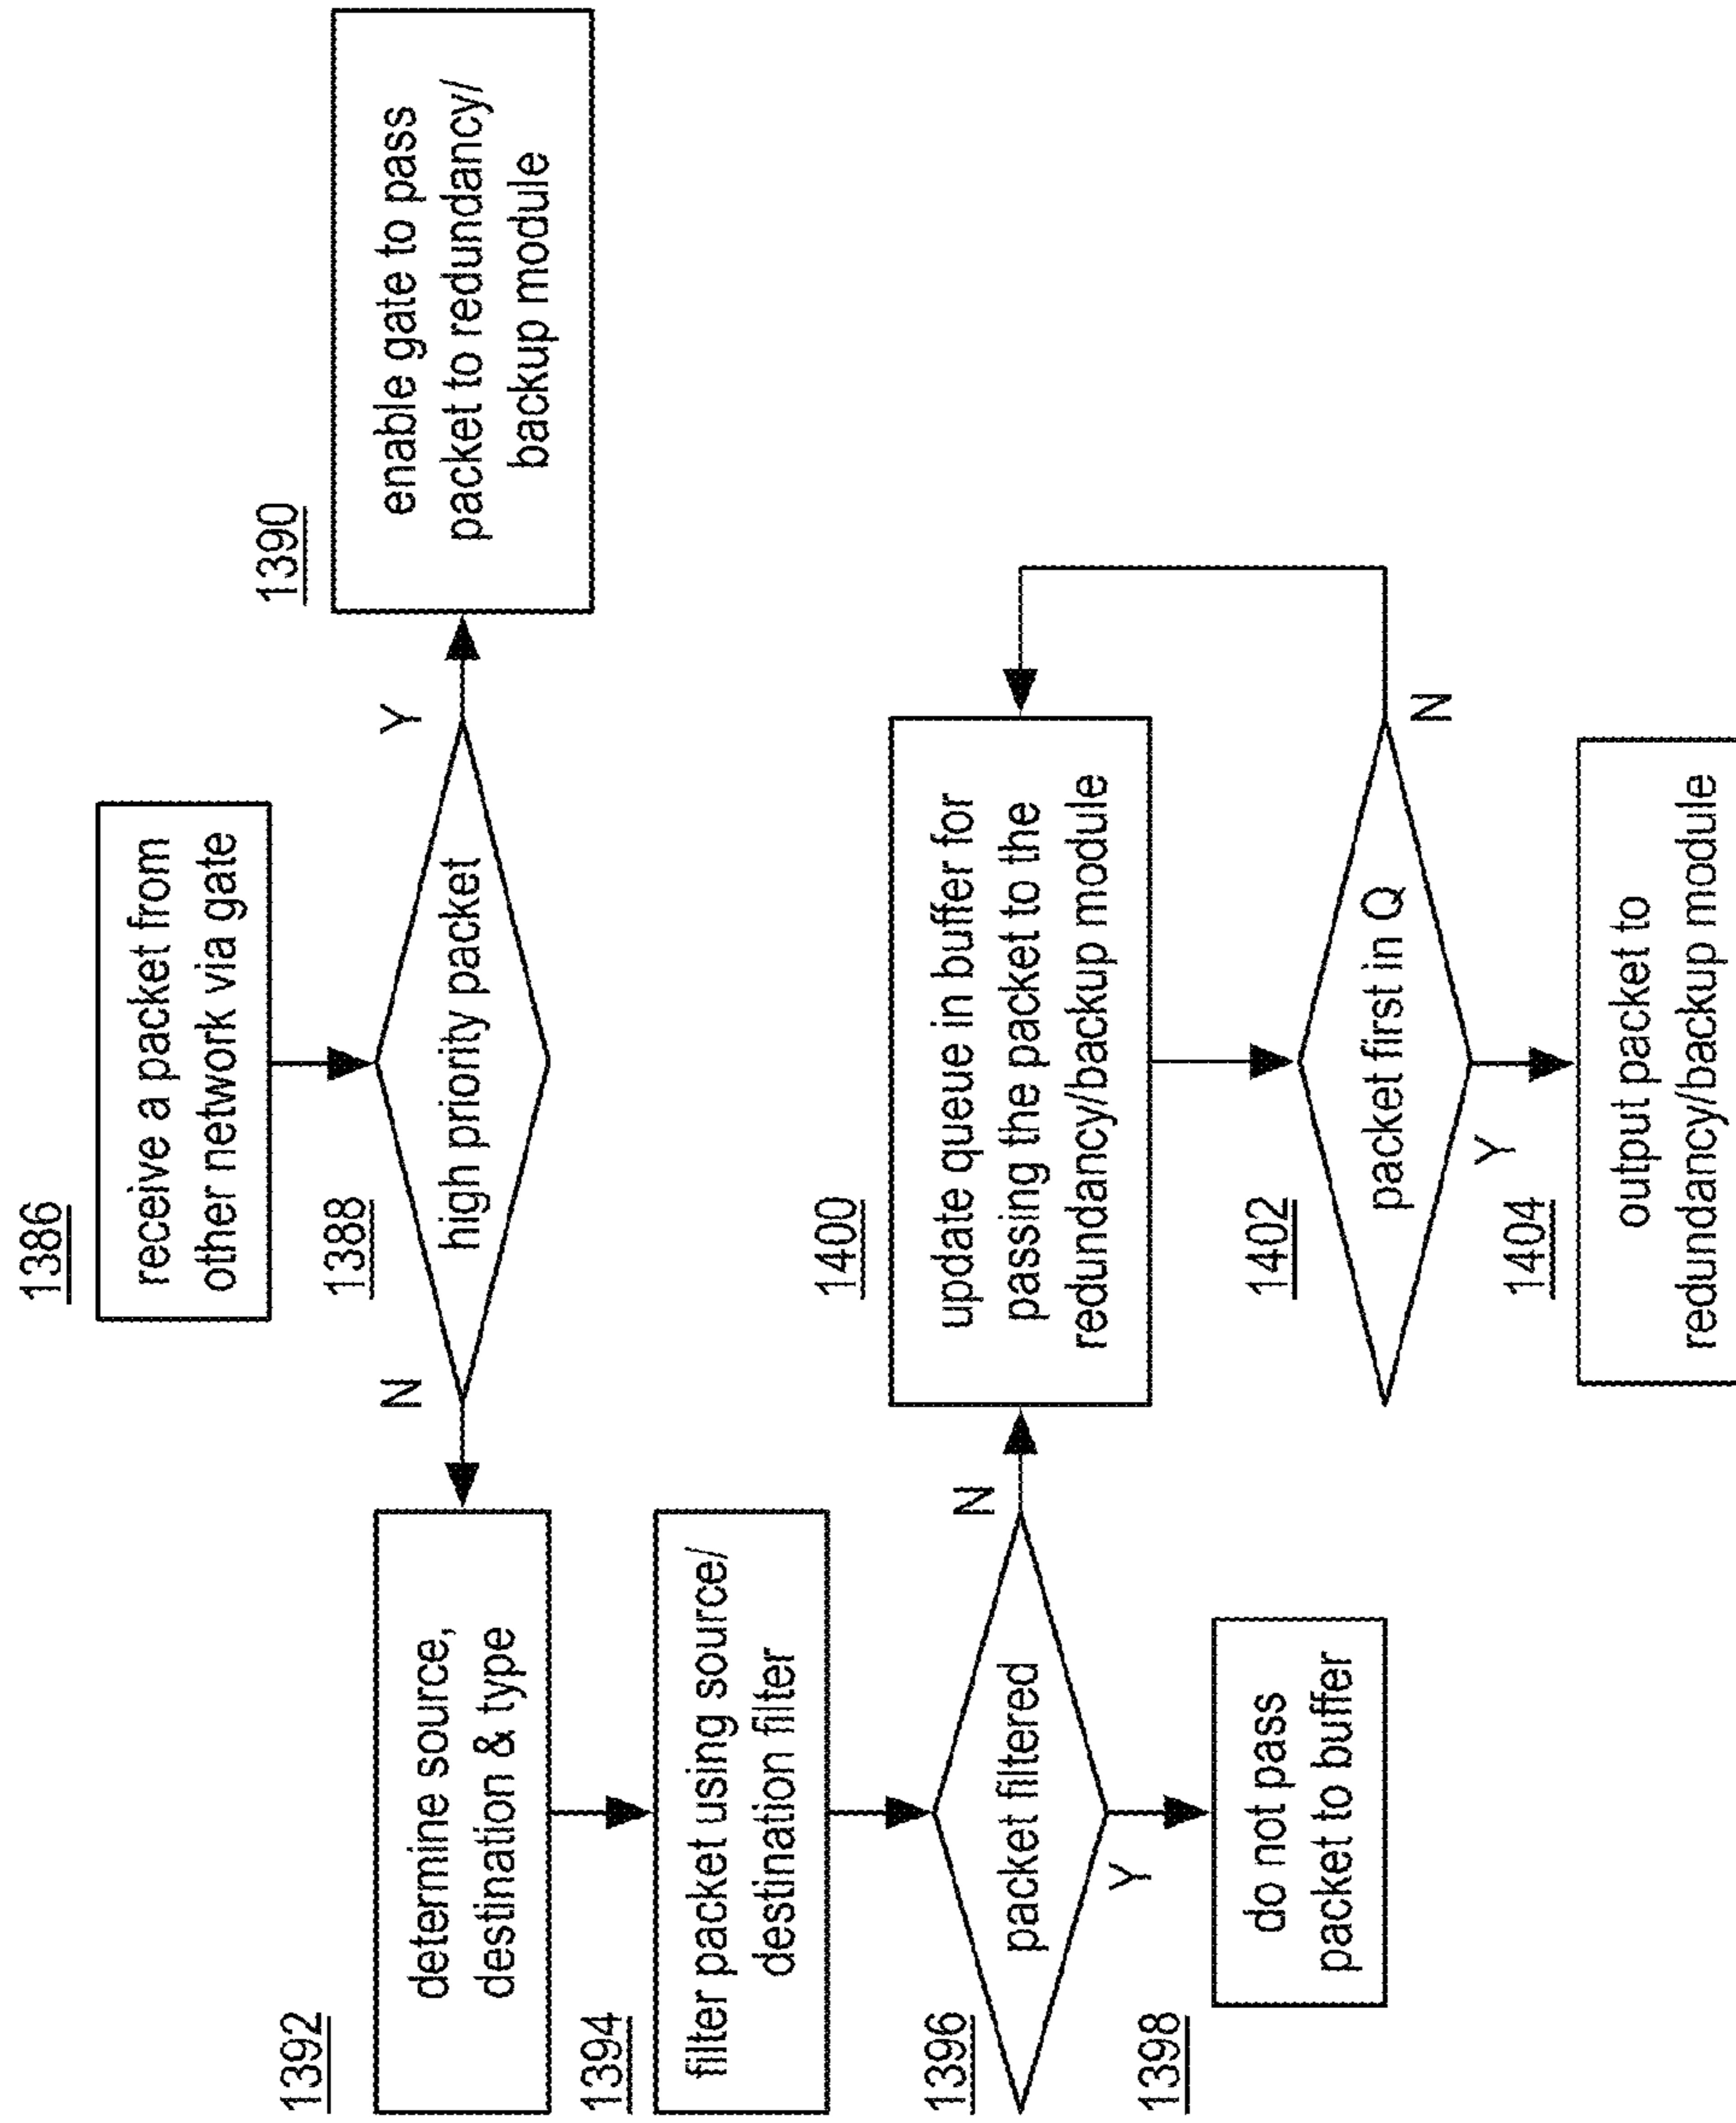 1386
receive a packet from
other network via gate
1388
high priority packet
N
Y
1390
enable gate to pass
packet to redundancy/
backup module
1392
determine source,
destination & type
1394
filter packet using source/
destination filter
1396
packet filtered
N
Y
1398
do not pass
packet to buffer
1400
update queue in buffer for
passing the packet to the
redundancy/backup module
1402
packet first in Q
N
Y
1404
output packet to
redundancy/backup module